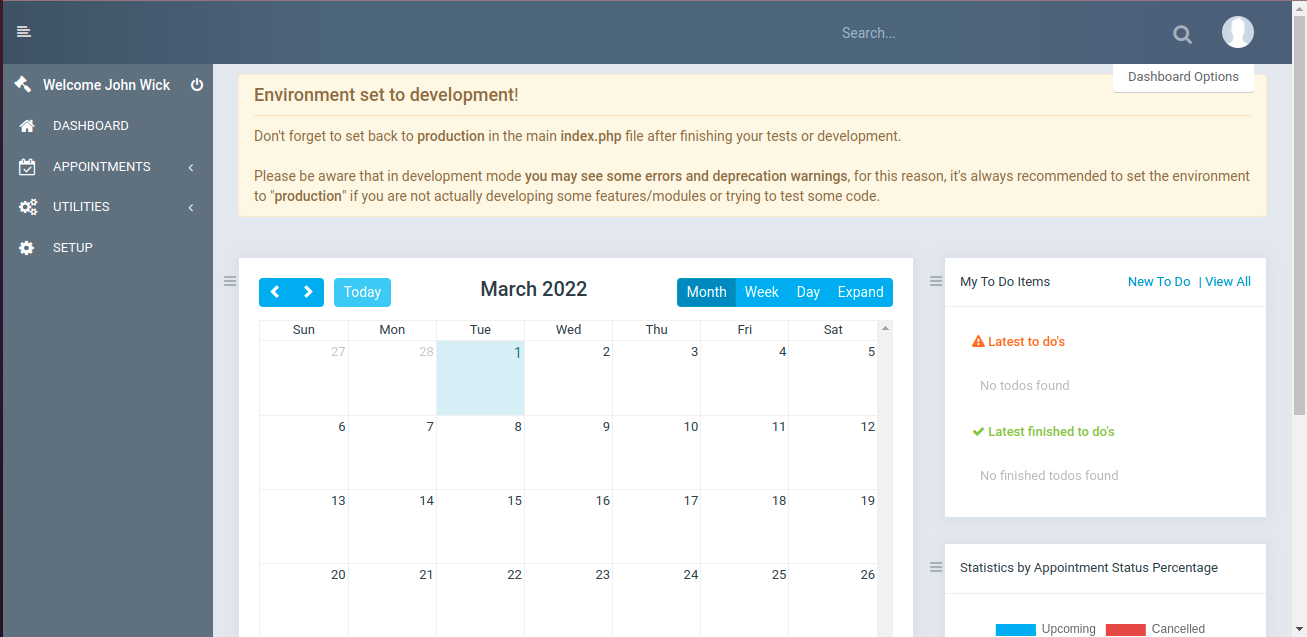 Search...
Welcome John Wick
DASHBOARD
APPOINTMENTS
UTILITIES
SETUP
Dashboard Options
Environment set to development!
Don't forget to set back to production in the main index.php file after finishing your tests or development.
Please be aware that in development mode you may see some errors and deprecation warnings, for this reason, it's always recommended to set the environment
to "production" if you are not actually developing some features/modules or trying to test some code.
Today
March 2022
Month Week Day Expand
Sun Mon Tue Wed Thu Fri Sat
27 28 1 2 3 4 5
6 7 8 9 10 11 12
13 14 15 16 17 18 19
20 21 22 23 24 25 26
My To Do Items
New To Do | View All
Latest to do's
No todos found
Latest finished to do's
No finished todos found
Statistics by Appointment Status Percentage
Upcoming Cancelled